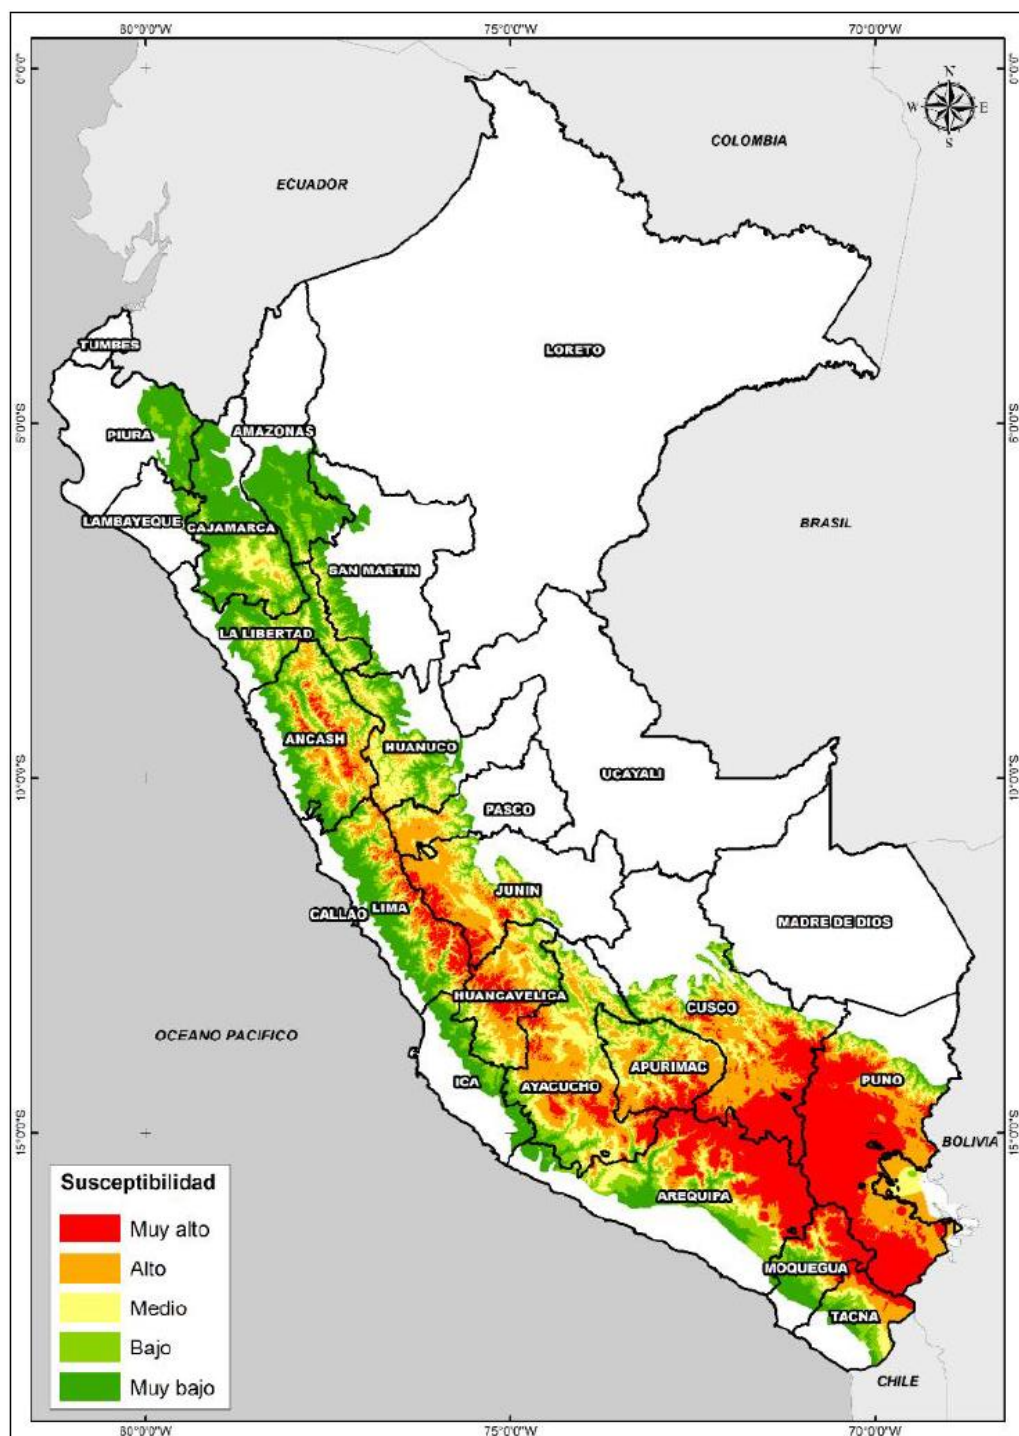 80°0'0"W 75°0'0"W 70°0'0"W
0°0'0" 0°0'0"
N
W E
S
COLOMBIA
ECUADOR
TUMBES
LORETO
5°0'0"S 5°0'0"S
PIURA
AMAZONAS
LAMBAYEQUE
CAJAMARCA
BRASIL
SAN MARTIN
LA LIBERTAD
ANCASH
HUANUCO
UCAYALI
10°0'0"S 10°0'0"S
PASCO
JUNIN
CALLAO
LIMA
MADRE DE DIOS
HUANCAVELICA
CUSCO
OCEANO PACIFICO
APURIMAC
ICA
AYACUCHO
PUNO
15°0'0"S 15°0'0"S
BOLIVIA
AREQUIPA
MOQUEGUA
TACNA
CHILE
Susceptibilidad
Muy alto
Alto
Medio
Bajo
Muy bajo
80°0'0"W 75°0'0"W 70°0'0"W